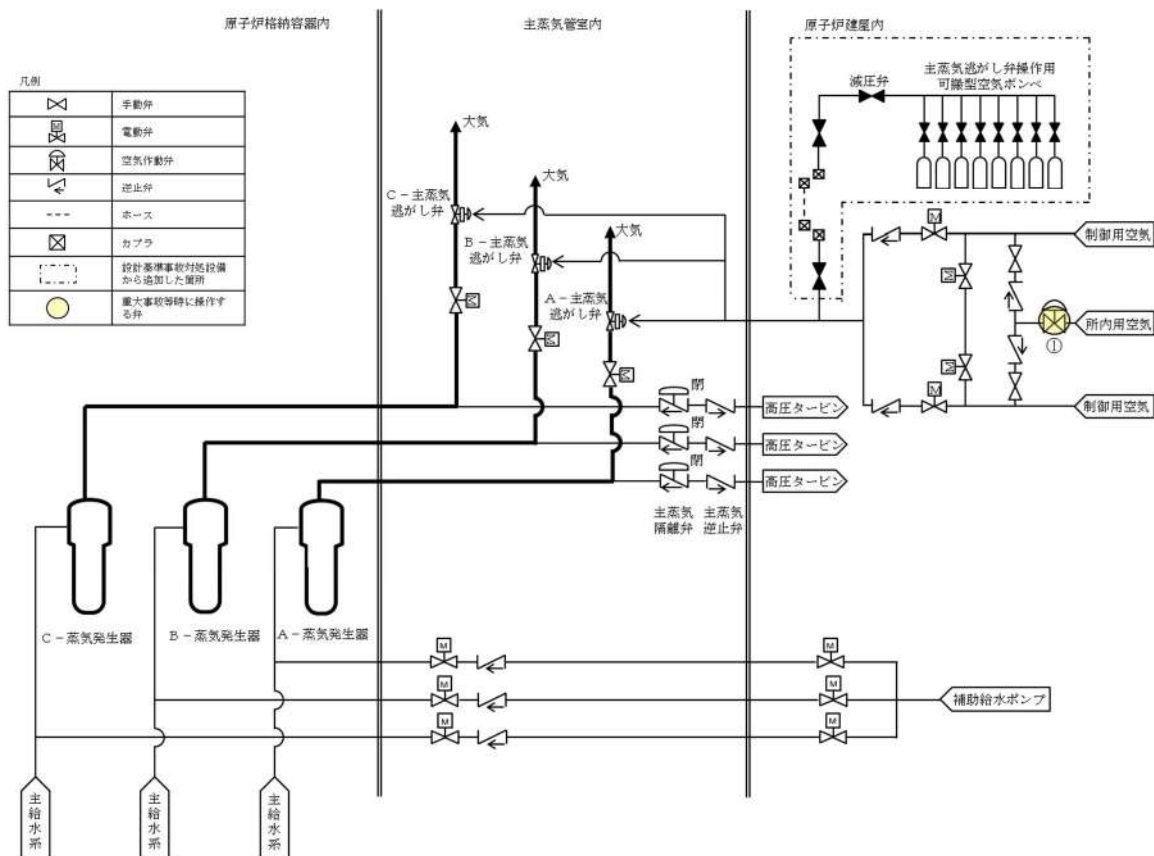 原子炉格納容器内
主蒸気管室内
原子炉建屋内
凡例
手動弁
M
電動弁
空気作動弁
逆止弁
ホース
カプラ
設計基準事故対処設備
から追加した箇所
重大事故等時に操作す
る弁
主蒸気逃がし弁操作用
可搬型空気ボンベ
減圧弁
大気
大気
大気
C-主蒸気
逃がし弁
B-主蒸気
逃がし弁
A-主蒸気
逃がし弁
M
M
M
M
制御用空気
M
所内用空気
①
M
M
制御用空気
閉
高圧タービン
閉
高圧タービン
閉
高圧タービン
主蒸気
隔離弁
主蒸気
逆止弁
C-蒸気発生器
B-蒸気発生器
A-蒸気発生器
M
M
M
M
補助給水ポンプ
M
M
主給水系
主給水系
主給水系